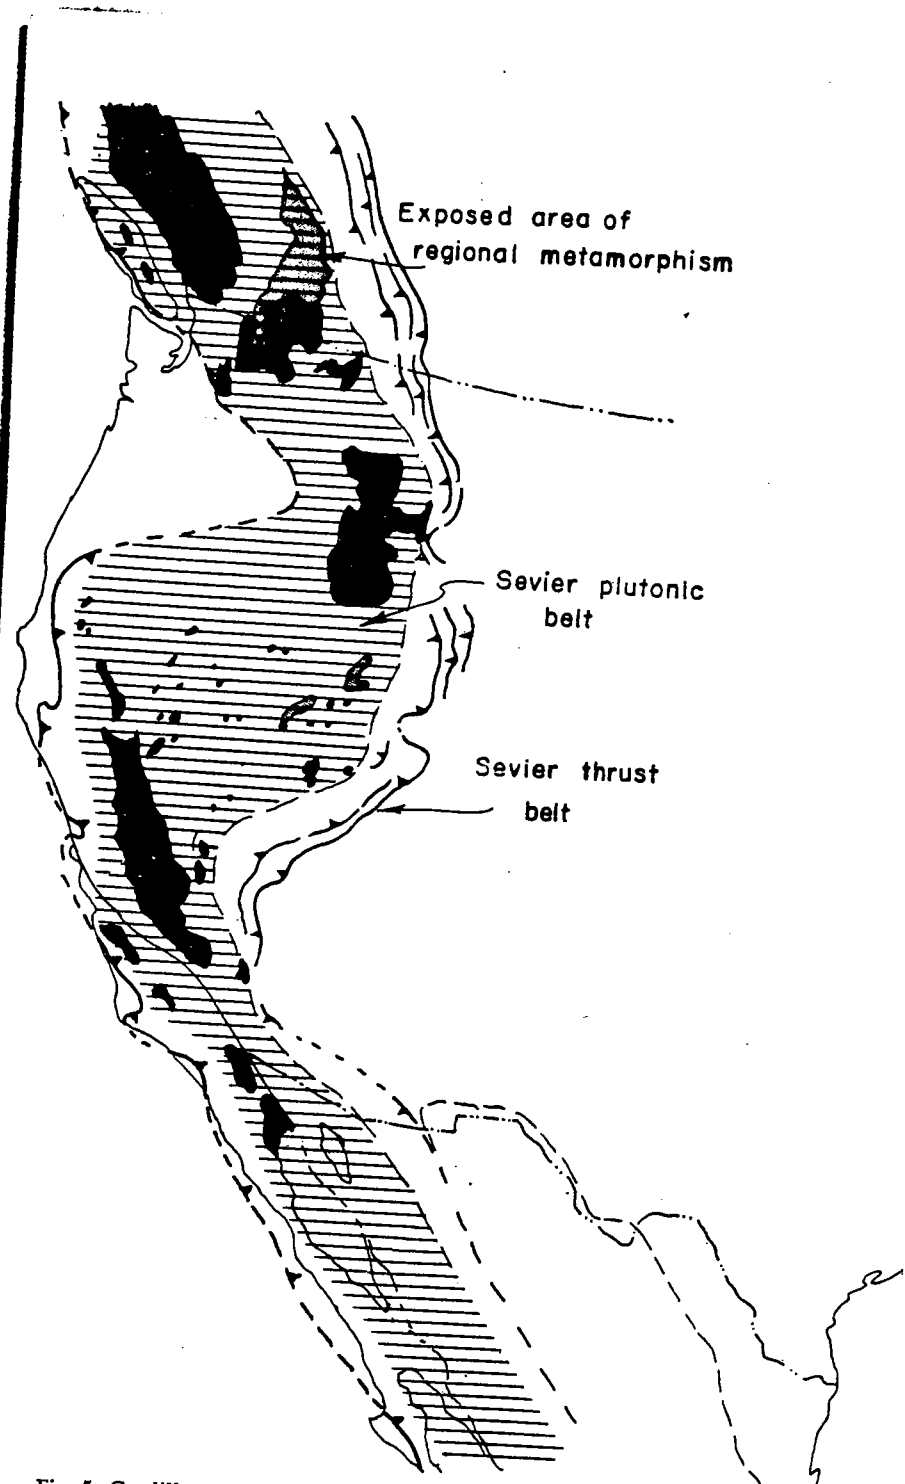 Exposed area of
regional metamorphism
Sevier plutonic
belt
Sevier thrust
belt